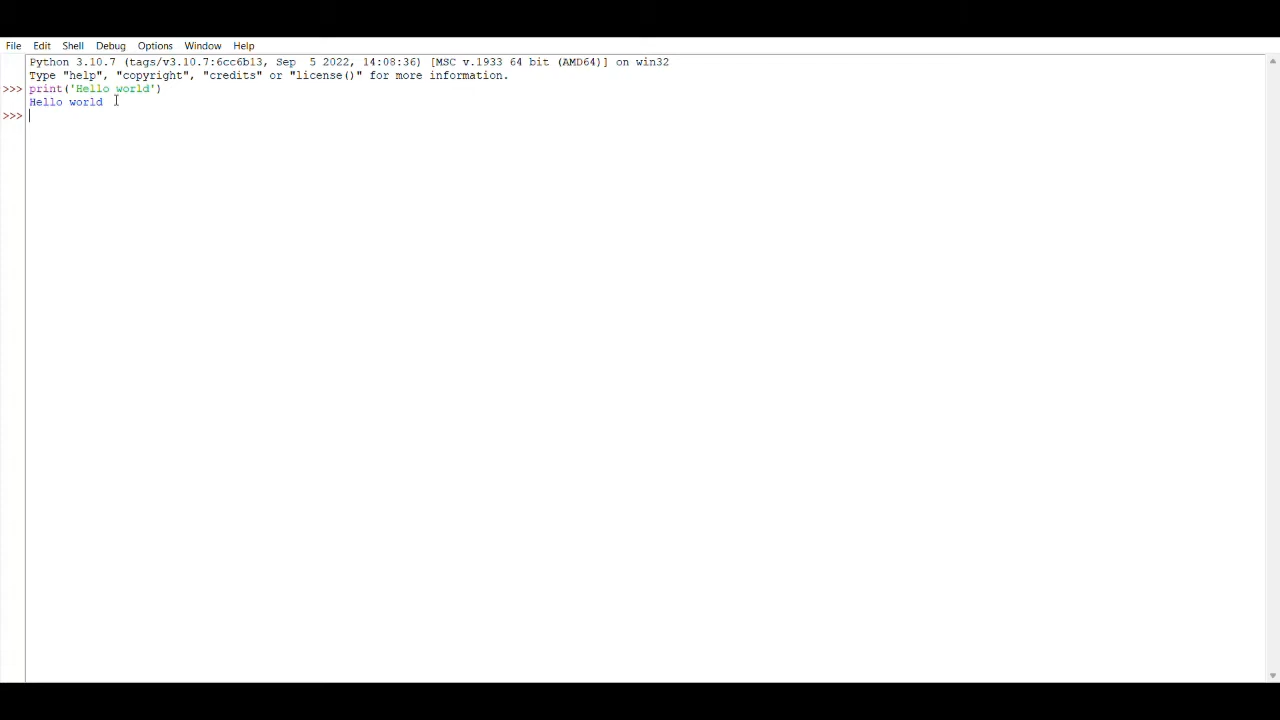 File Edit Shell Debug Options Window Help
Python 3.10.7 (tags/v3.10.7:6cc6b13, Sep  5 2022, 14:08:36) [MSC v.1933 64 bit (AMD64)] on win32
Type "help", "copyright", "credits" or "license()" for more information.
>>> print('Hello world')
Hello world
>>>